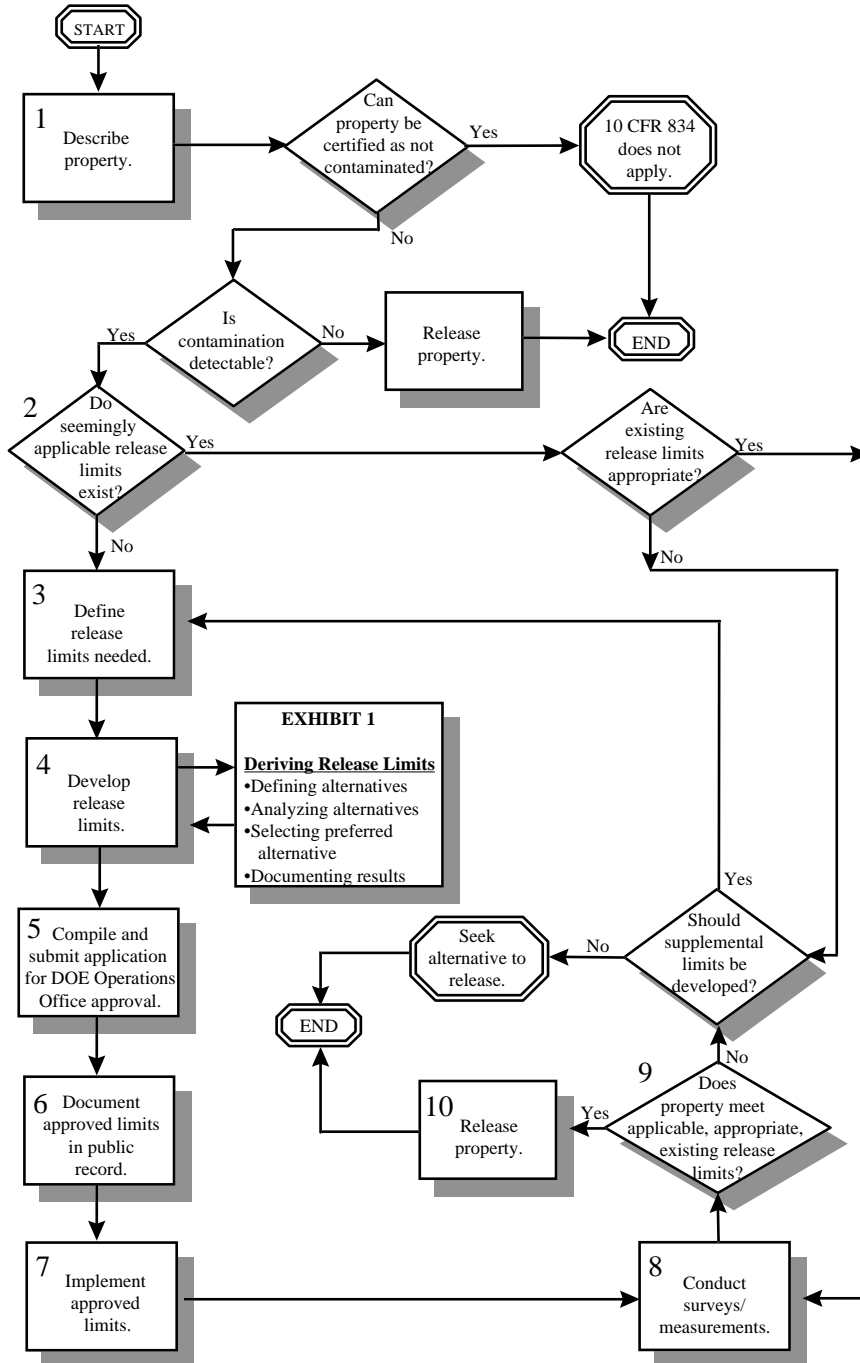 START
1
Describe
property.
Can
property be
certified as not
contaminated?
Yes
10 CFR 834
does not
apply.
No
Is
contamination
detectable?
Yes
No
Release
property.
END
2
Do
seemingly
applicable release
limits
exist?
Yes
Are
existing
release limits
appropriate?
Yes
No
No
3
Define
release
limits needed.
4
Develop
release
limits.
EXHIBIT 1
Deriving Release Limits
•Defining alternatives
•Analyzing alternatives
•Selecting preferred
alternative
•Documenting results
5
Compile and
submit application
for DOE Operations
Office approval.
Yes
Should
supplemental
limits be
developed?
No
Seek
alternative to
release.
END
No
6
Document
approved limits
in public
record.
9
Does
property meet
applicable, appropriate,
existing release
limits?
Yes
10
Release
property.
7
Implement
approved
limits.
8
Conduct
surveys/
measurements.